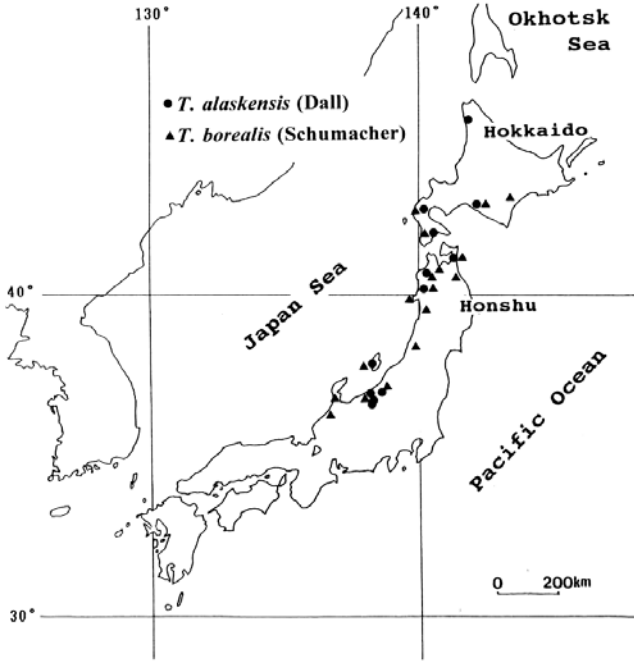 130°
140°
Okhotsk
Sea
● T. alaskensis (Dall)
▲ T. borealis (Schumacher)
Hokkaido
Japan Sea
40°
Honshu
Pacific Ocean
0 200km
30°